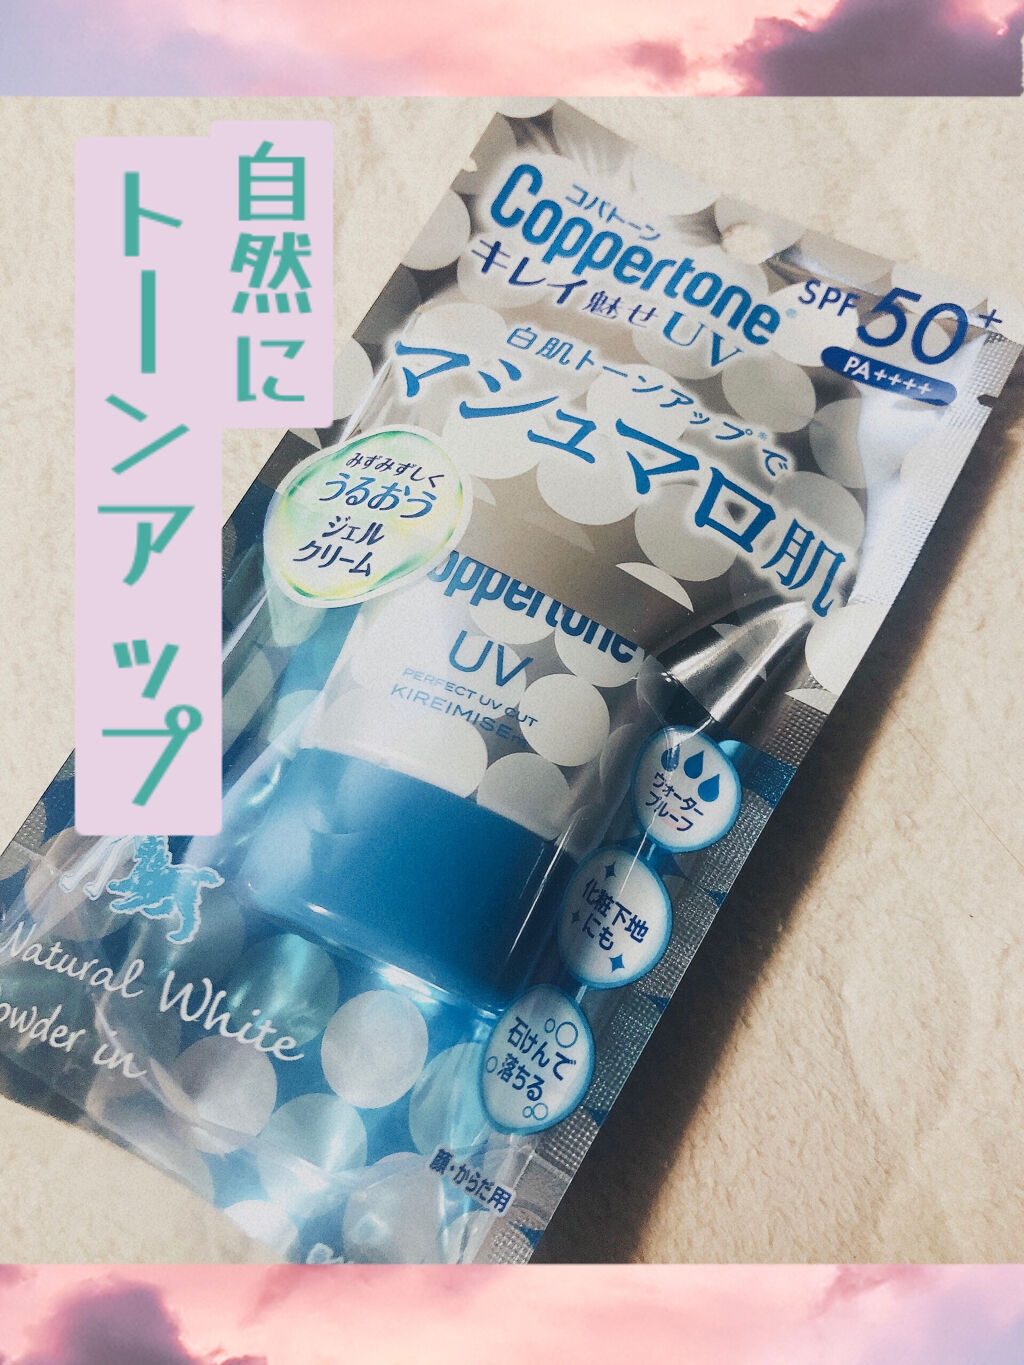 自然に
トーンアップ
コパトーン
Coppertone®
キレイ魅せUV
SPF50+
PA++++
白肌トーンアップ※で
マシュマロ肌
みずみずしく
うるおう
ジェル
クリーム
Coppertone
UV
PERFECT UV CUT
KIREIMISE
ウォーター
プルーフ
化粧下地
にも
石けんで
落ちる
Natural White
Powder in
顔・からだ用